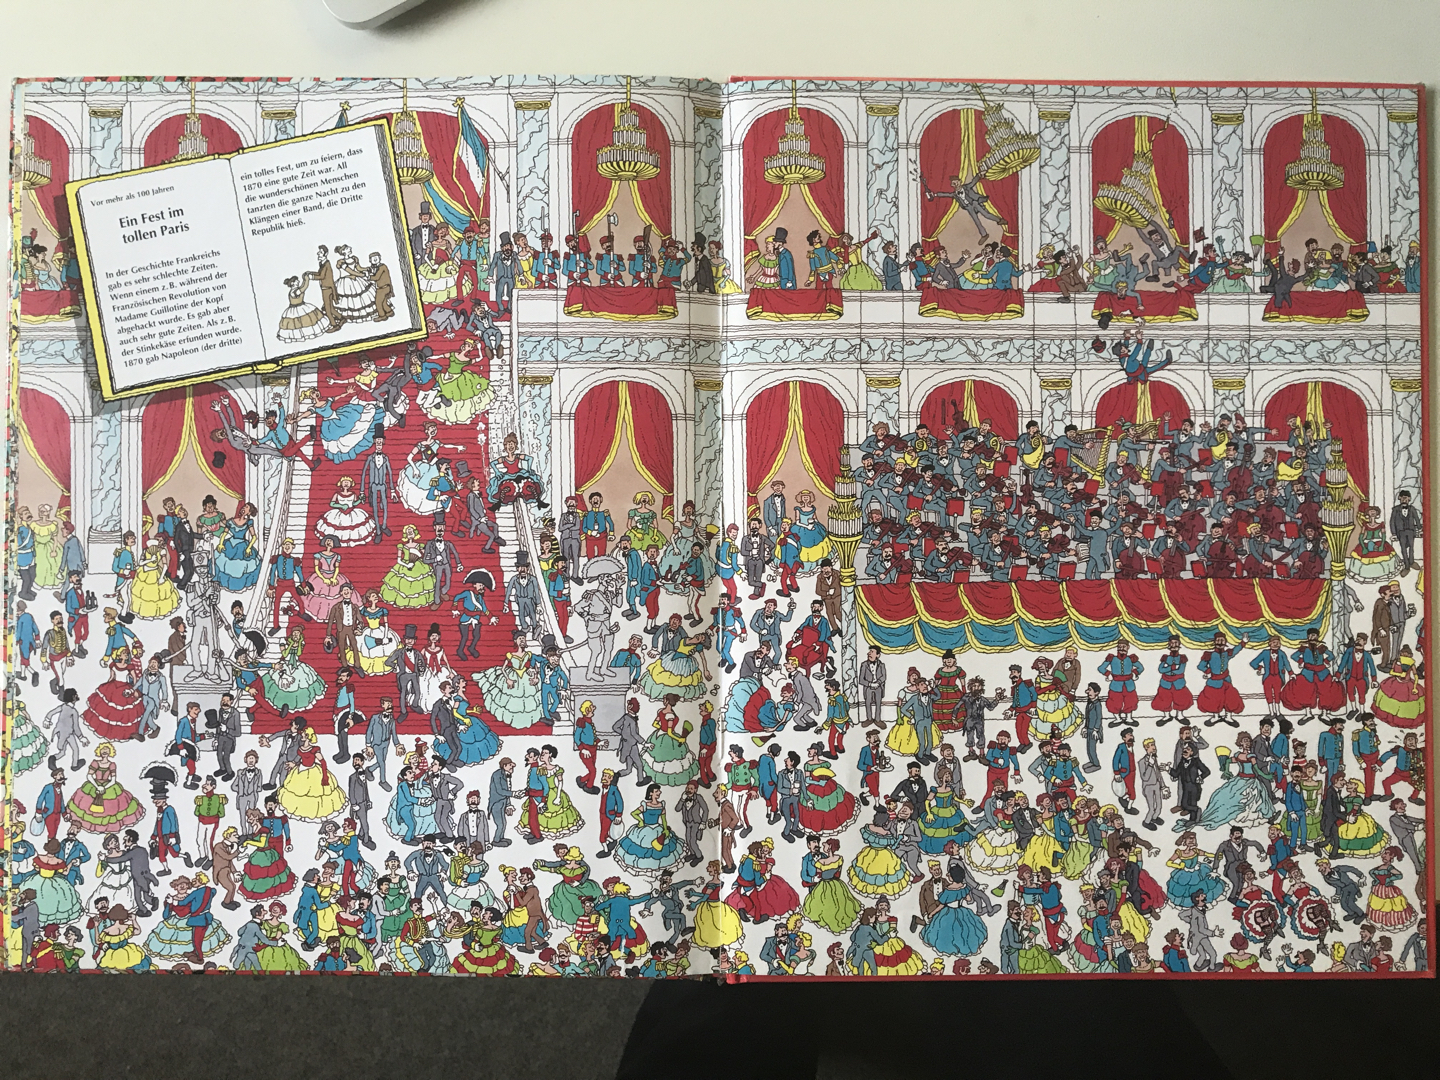 Vor mehr als 100 Jahren
Ein Fest im
tollen Paris
In der Geschichte Frankreichs
gab es sehr schlechte Zeiten.
Wenn einem z. B. während der
Französischen Revolution von
Madame Guillotine der Kopf
abgehackt wurde. Es gab aber
auch sehr gute Zeiten. Als z. B.
der Stinkekäse erfunden wurde.
1870 gab Napoleon (der dritte)
ein tolles Fest, um zu feiern, dass
1870 eine gute Zeit war. All
die wunderschönen Menschen
tanzten die ganze Nacht zu den
Klängen einer Band, die Dritte
Republik hieß.